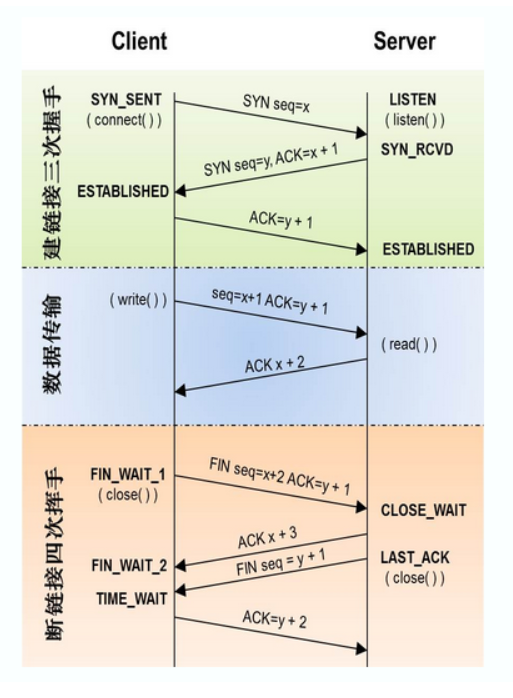 Client
Server
建链接三次握手
SYN_SENT
( connect( ) )
SYN seq=x
LISTEN
( listen( ) )
SYN_RCVD
SYN seq=y, ACK=x + 1
ESTABLISHED
ACK=y + 1
ESTABLISHED
数据传输
( write( ) )
seq=x+1 ACK=y + 1
( read( ) )
ACK x + 2
断链接四次挥手
FIN_WAIT_1
( close( ) )
FIN seq=x+2 ACK=y + 1
CLOSE_WAIT
ACK x + 3
FIN_WAIT_2
FIN seq = y + 1
LAST_ACK
( close( ) )
TIME_WAIT
ACK=y + 2